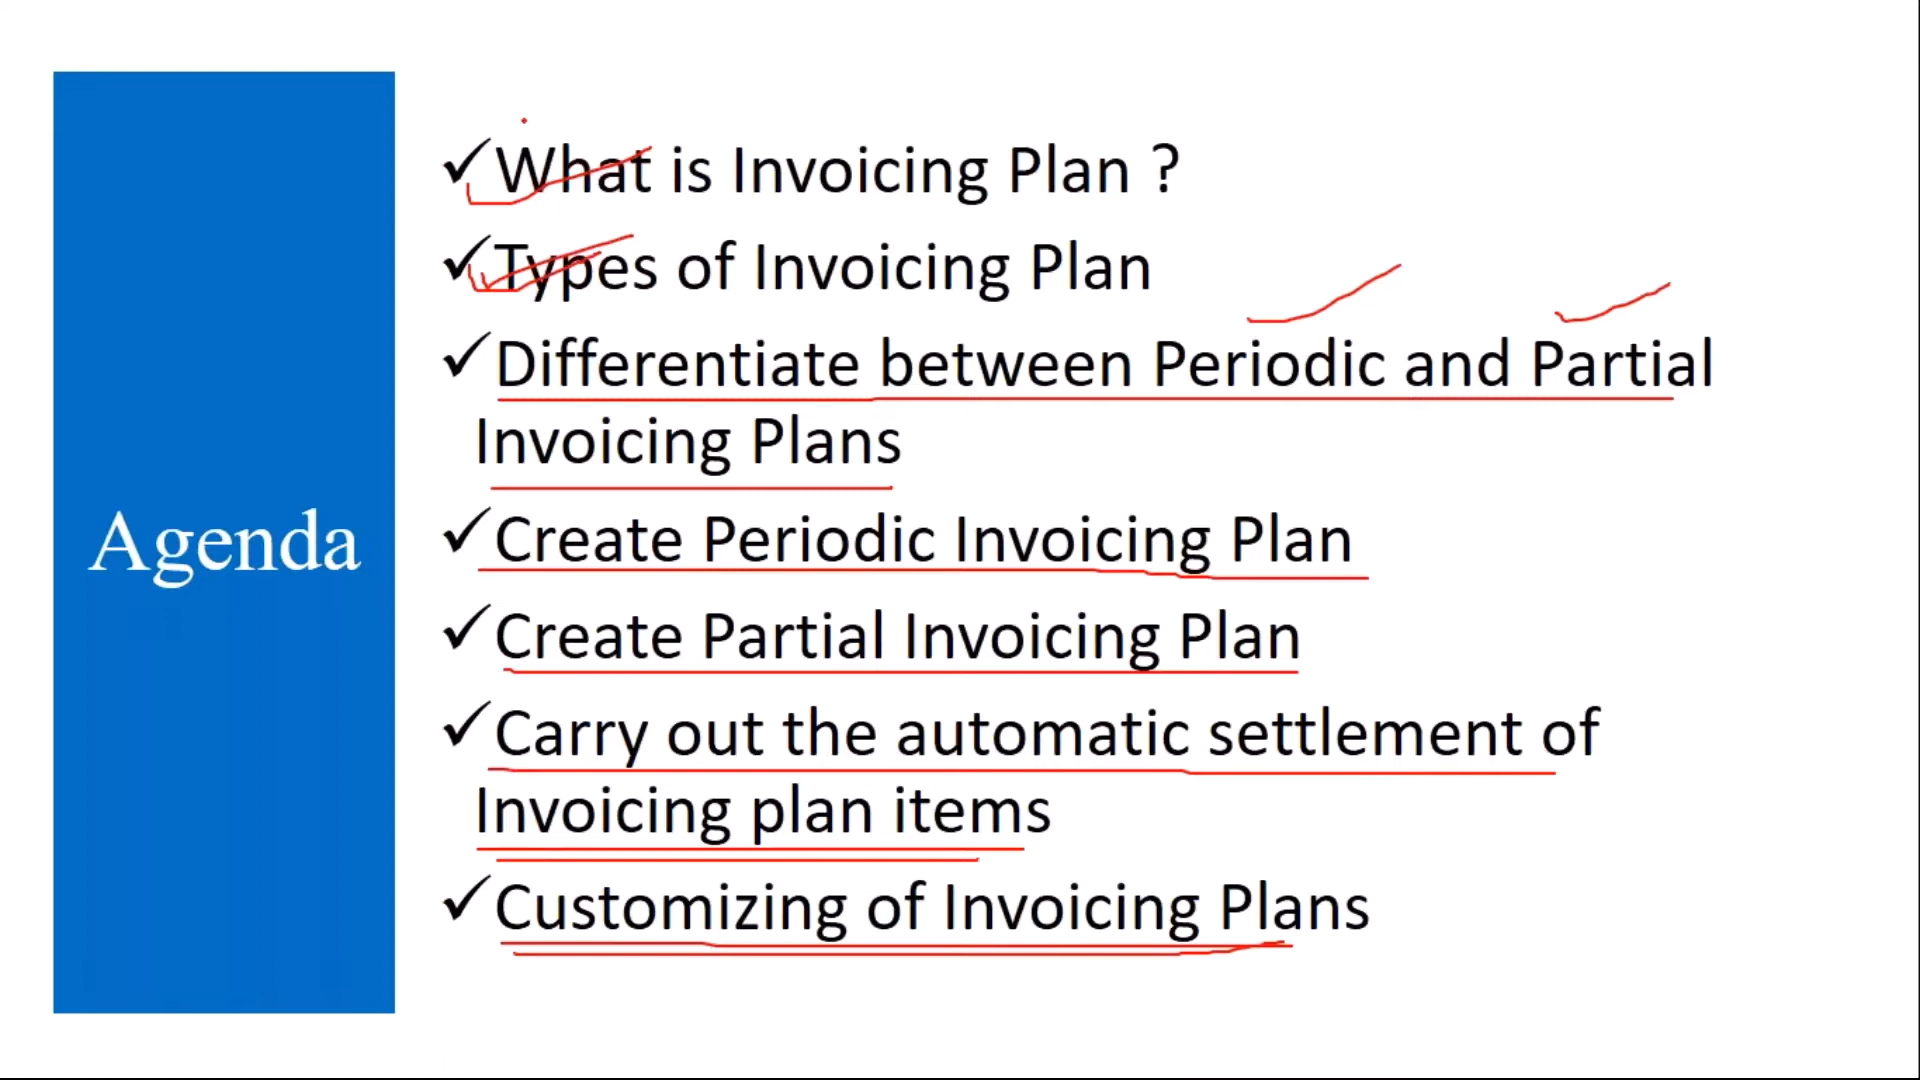 Agenda
✓What is Invoicing Plan ?
✓Types of Invoicing Plan
✓Differentiate between Periodic and Partial
Invoicing Plans
✓Create Periodic Invoicing Plan
✓Create Partial Invoicing Plan
✓Carry out the automatic settlement of
Invoicing plan items
✓Customizing of Invoicing Plans